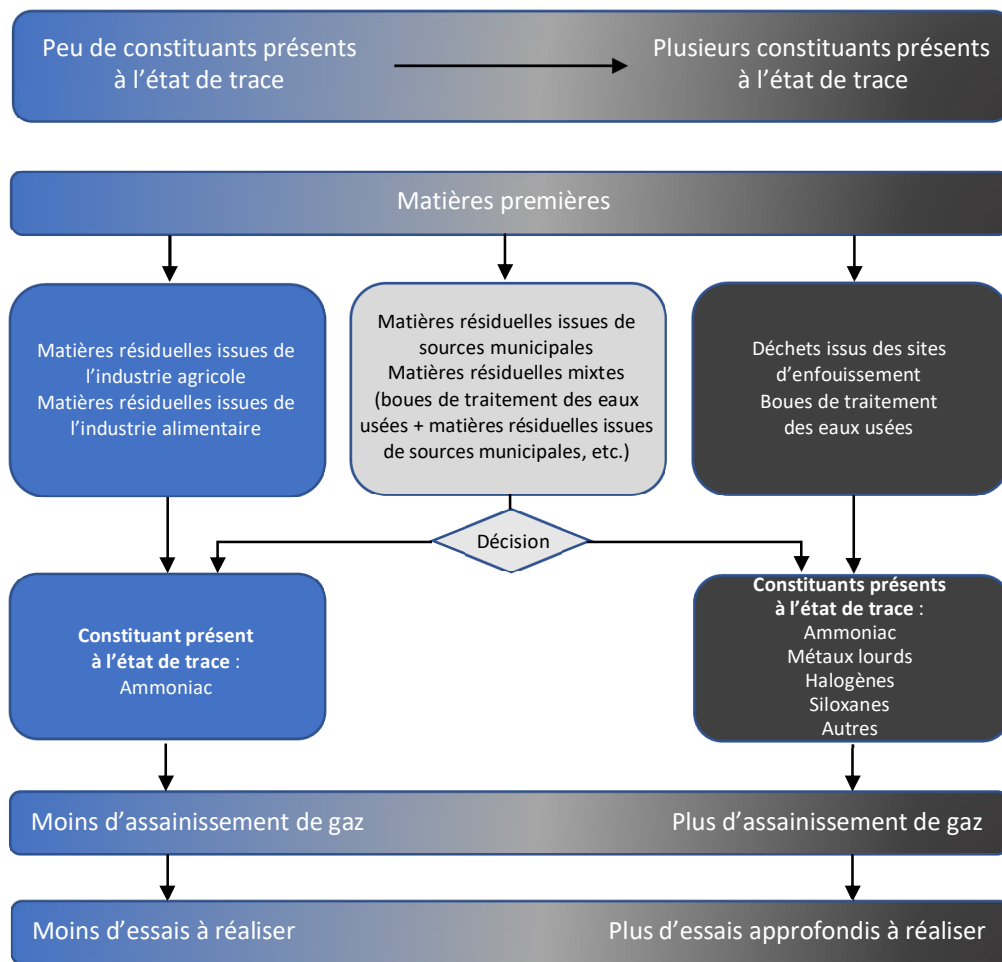 Peu de constituants présents
à l’état de trace
Plusieurs constituants présents
à l’état de trace
Matières premières
Matières résiduelles issues de
l’industrie agricole
Matières résiduelles issues de
l’industrie alimentaire
Matières résiduelles issues de
sources municipales
Matières résiduelles mixtes
(boues de traitement des eaux
usées + matières résiduelles issues
de sources municipales, etc.)
Déchets issus des sites
d’enfouissement
Boues de traitement
des eaux usées
Décision
Constituant présent
à l’état de trace :
Ammoniac
Constituants présents
à l’état de trace :
Ammoniac
Métaux lourds
Halogènes
Siloxanes
Autres
Moins d’assainissement de gaz
Plus d’assainissement de gaz
Moins d’essais à réaliser
Plus d’essais approfondis à réaliser